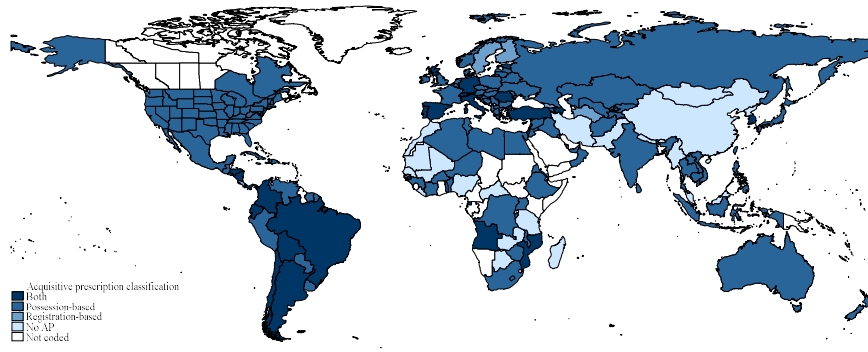 Acquisitive prescription classification
Both
Possession-based
Registration-based
No AP
Not coded